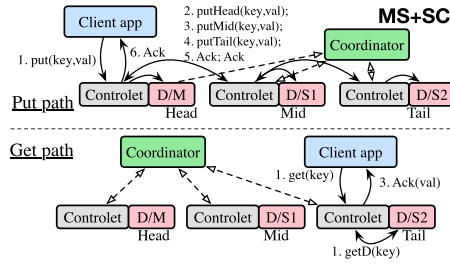 MS+SC
Client app
2. putHead(key,val);
3. putMid(key,val);
4. putTail(key,val);
5. Ack; Ack
Coordinator
1. put(key,val)
6. Ack
Controlet D/M
Controlet D/S1
Controlet D/S2
Put path
Head
Mid
Tail
Get path
Coordinator
Client app
1. get(key)
3. Ack(val)
Controlet D/M
Controlet D/S1
Controlet D/S2
Head
Mid
Tail
1. getD(key)